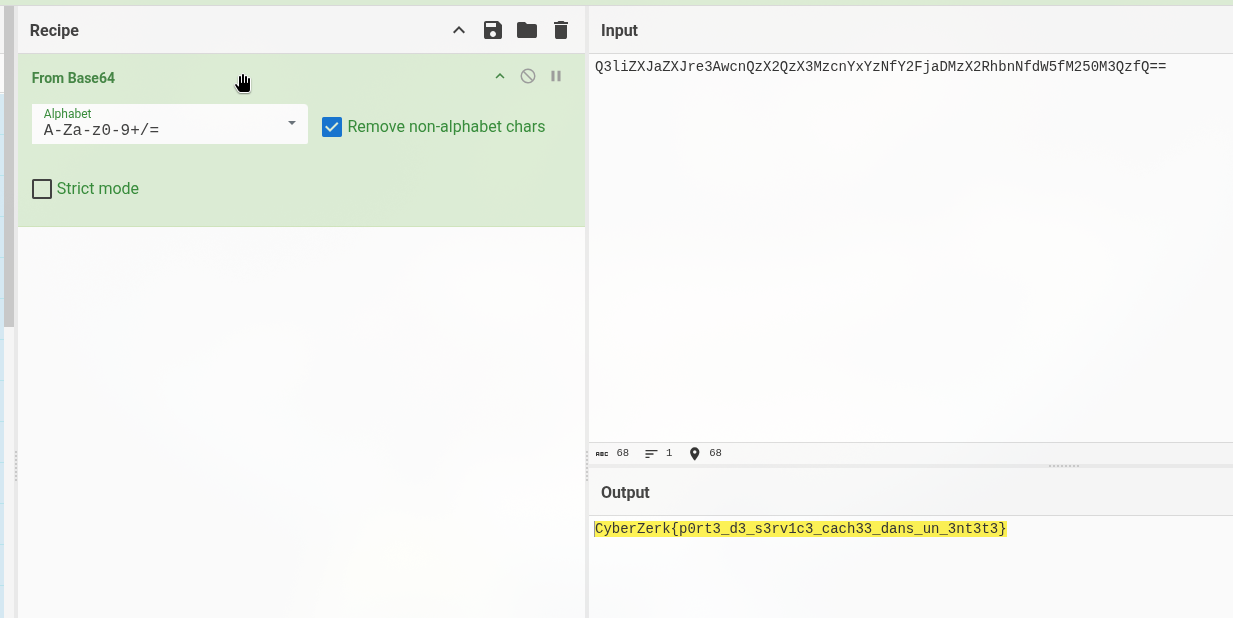 Recipe
From Base64
Alphabet
A-Za-z0-9+/=
Remove non-alphabet chars
Strict mode
Input
Q3liZXJaZXJre3AwcnQzX2QzX3MzcnYxYzNfY2FjaDMzX2RhbnNfdW5fM250M3QzfQ==
ABC 68 1 68
Output
CyberZerk{p0rt3_d3_s3rv1c3_cach33_dans_un_3nt3t3}